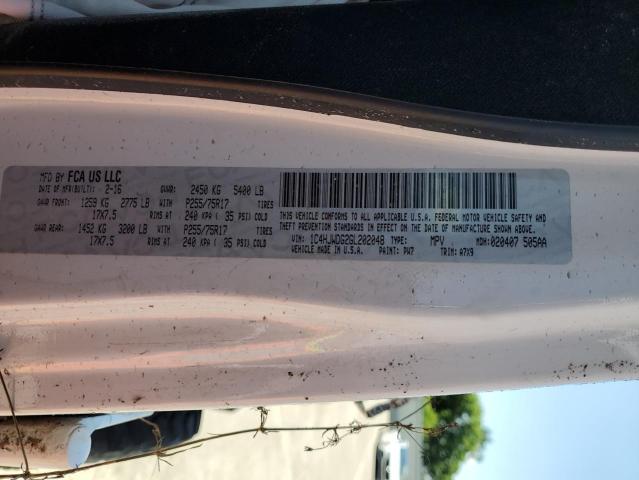 MFD BY FCA US LLC
DATE OF MFR(BUILT): 2-16 GVWR: 2450 KG 5400 LB
GAWR FRONT: 1259 KG 2775 LB WITH P255/75R17 TIRES
17X7.5 RIMS AT 240 KPA ( 35 PSI) COLD
GAWR REAR: 1452 KG 3200 LB WITH P255/75R17 TIRES
17X7.5 RIMS AT 240 KPA ( 35 PSI) COLD
THIS VEHICLE CONFORMS TO ALL APPLICABLE U.S.A. FEDERAL MOTOR VEHICLE SAFETY AND
THEFT PREVENTION STANDARDS IN EFFECT ON THE DATE OF MANUFACTURE SHOWN ABOVE.
VIN: 1C4HJWDG2GL202048 TYPE: MPV MDH: 020407 505AA
VEHICLE MADE IN U.S.A. PAINT: PW7 TRIM: A7X9